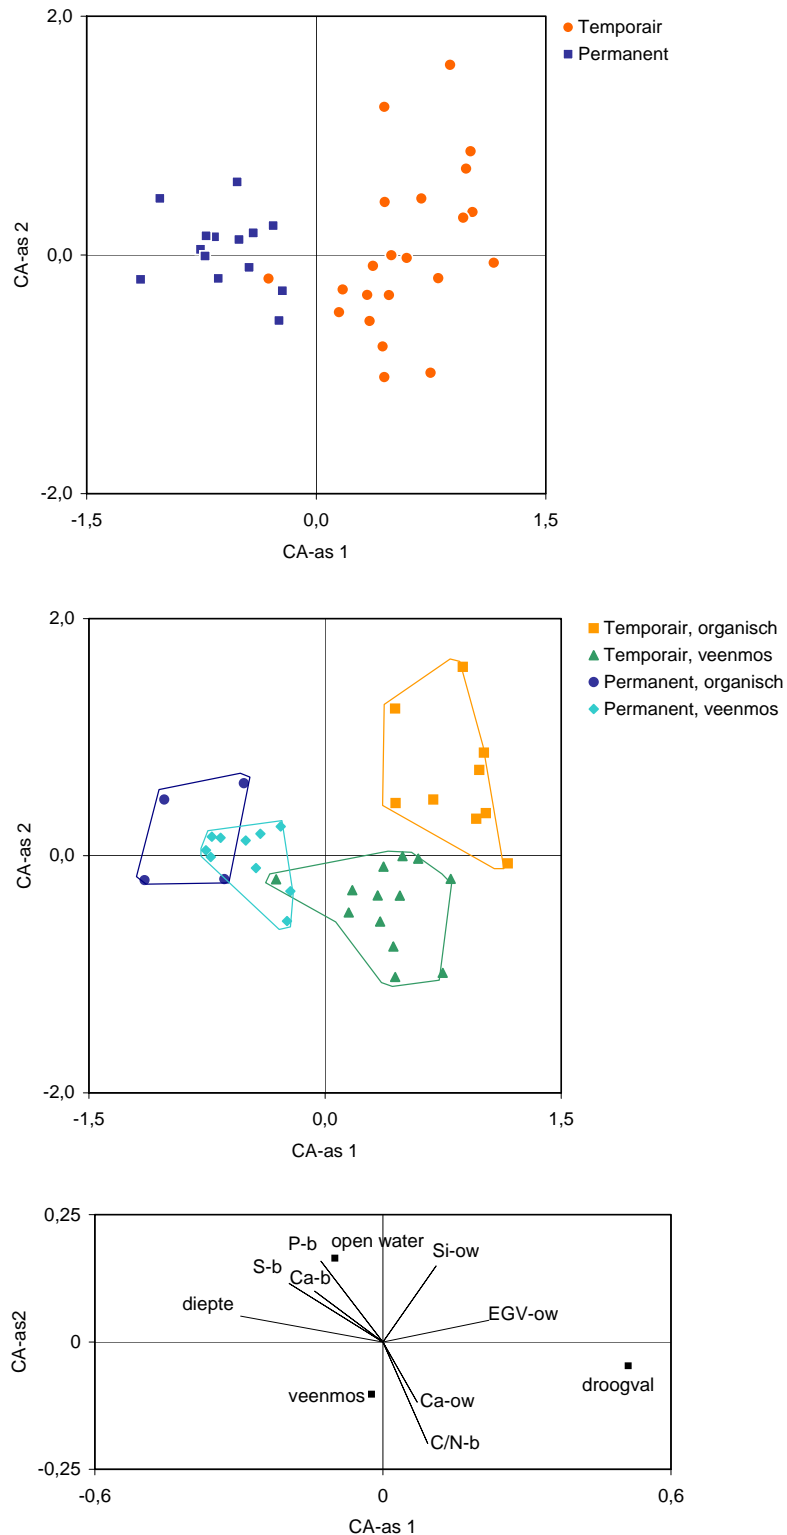 2,0
Temporair
Permanent
CA-as 2
0,0
-2,0
-1,5
0,0
1,5
CA-as 1
2,0
Temporair, organisch
Temporair, veenmos
Permanent, organisch
Permanent, veenmos
CA-as 2
0,0
-2,0
-1,5
0,0
1,5
CA-as 1
0,25
P-b
open water
Si-ow
S-b
Ca-b
diepte
EGV-ow
CA-as2
0
droogval
veenmos
Ca-ow
C/N-b
-0,25
-0,6
0
0,6
CA-as 1